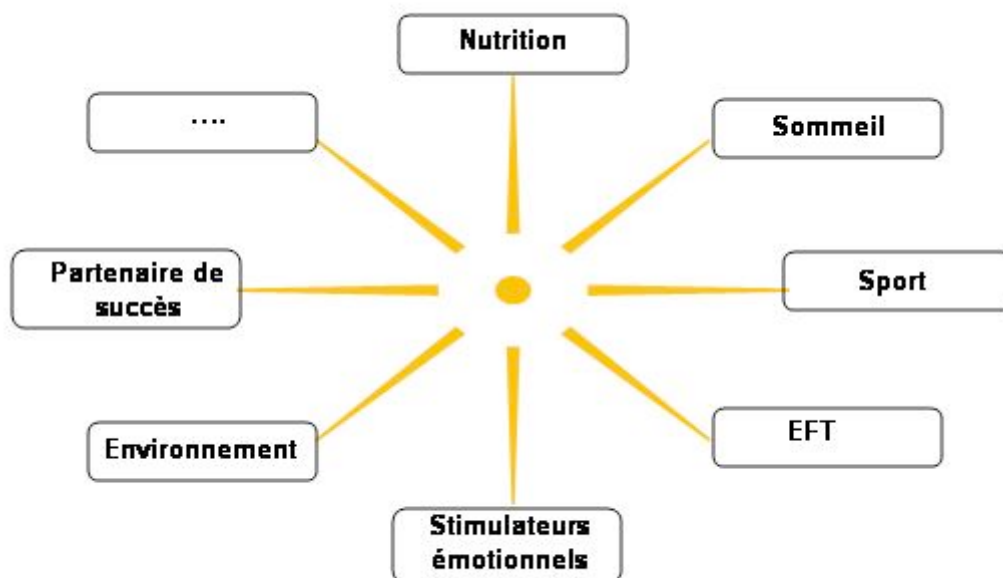 Nutrition
....
Sommeil
Partenaire de
succès
Sport
Environnement
EFT
Stimulateurs
émotionnels